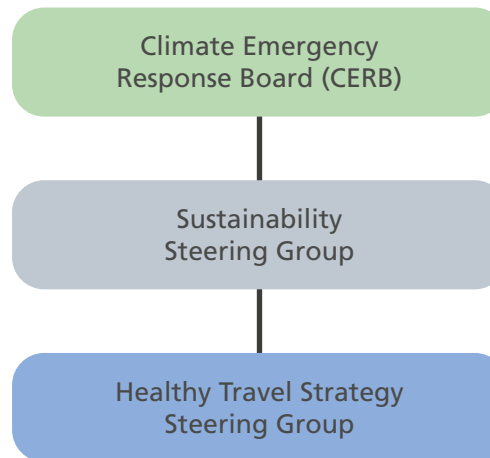 Climate Emergency
Response Board (CERB)
Sustainability
Steering Group
Healthy Travel Strategy
Steering Group